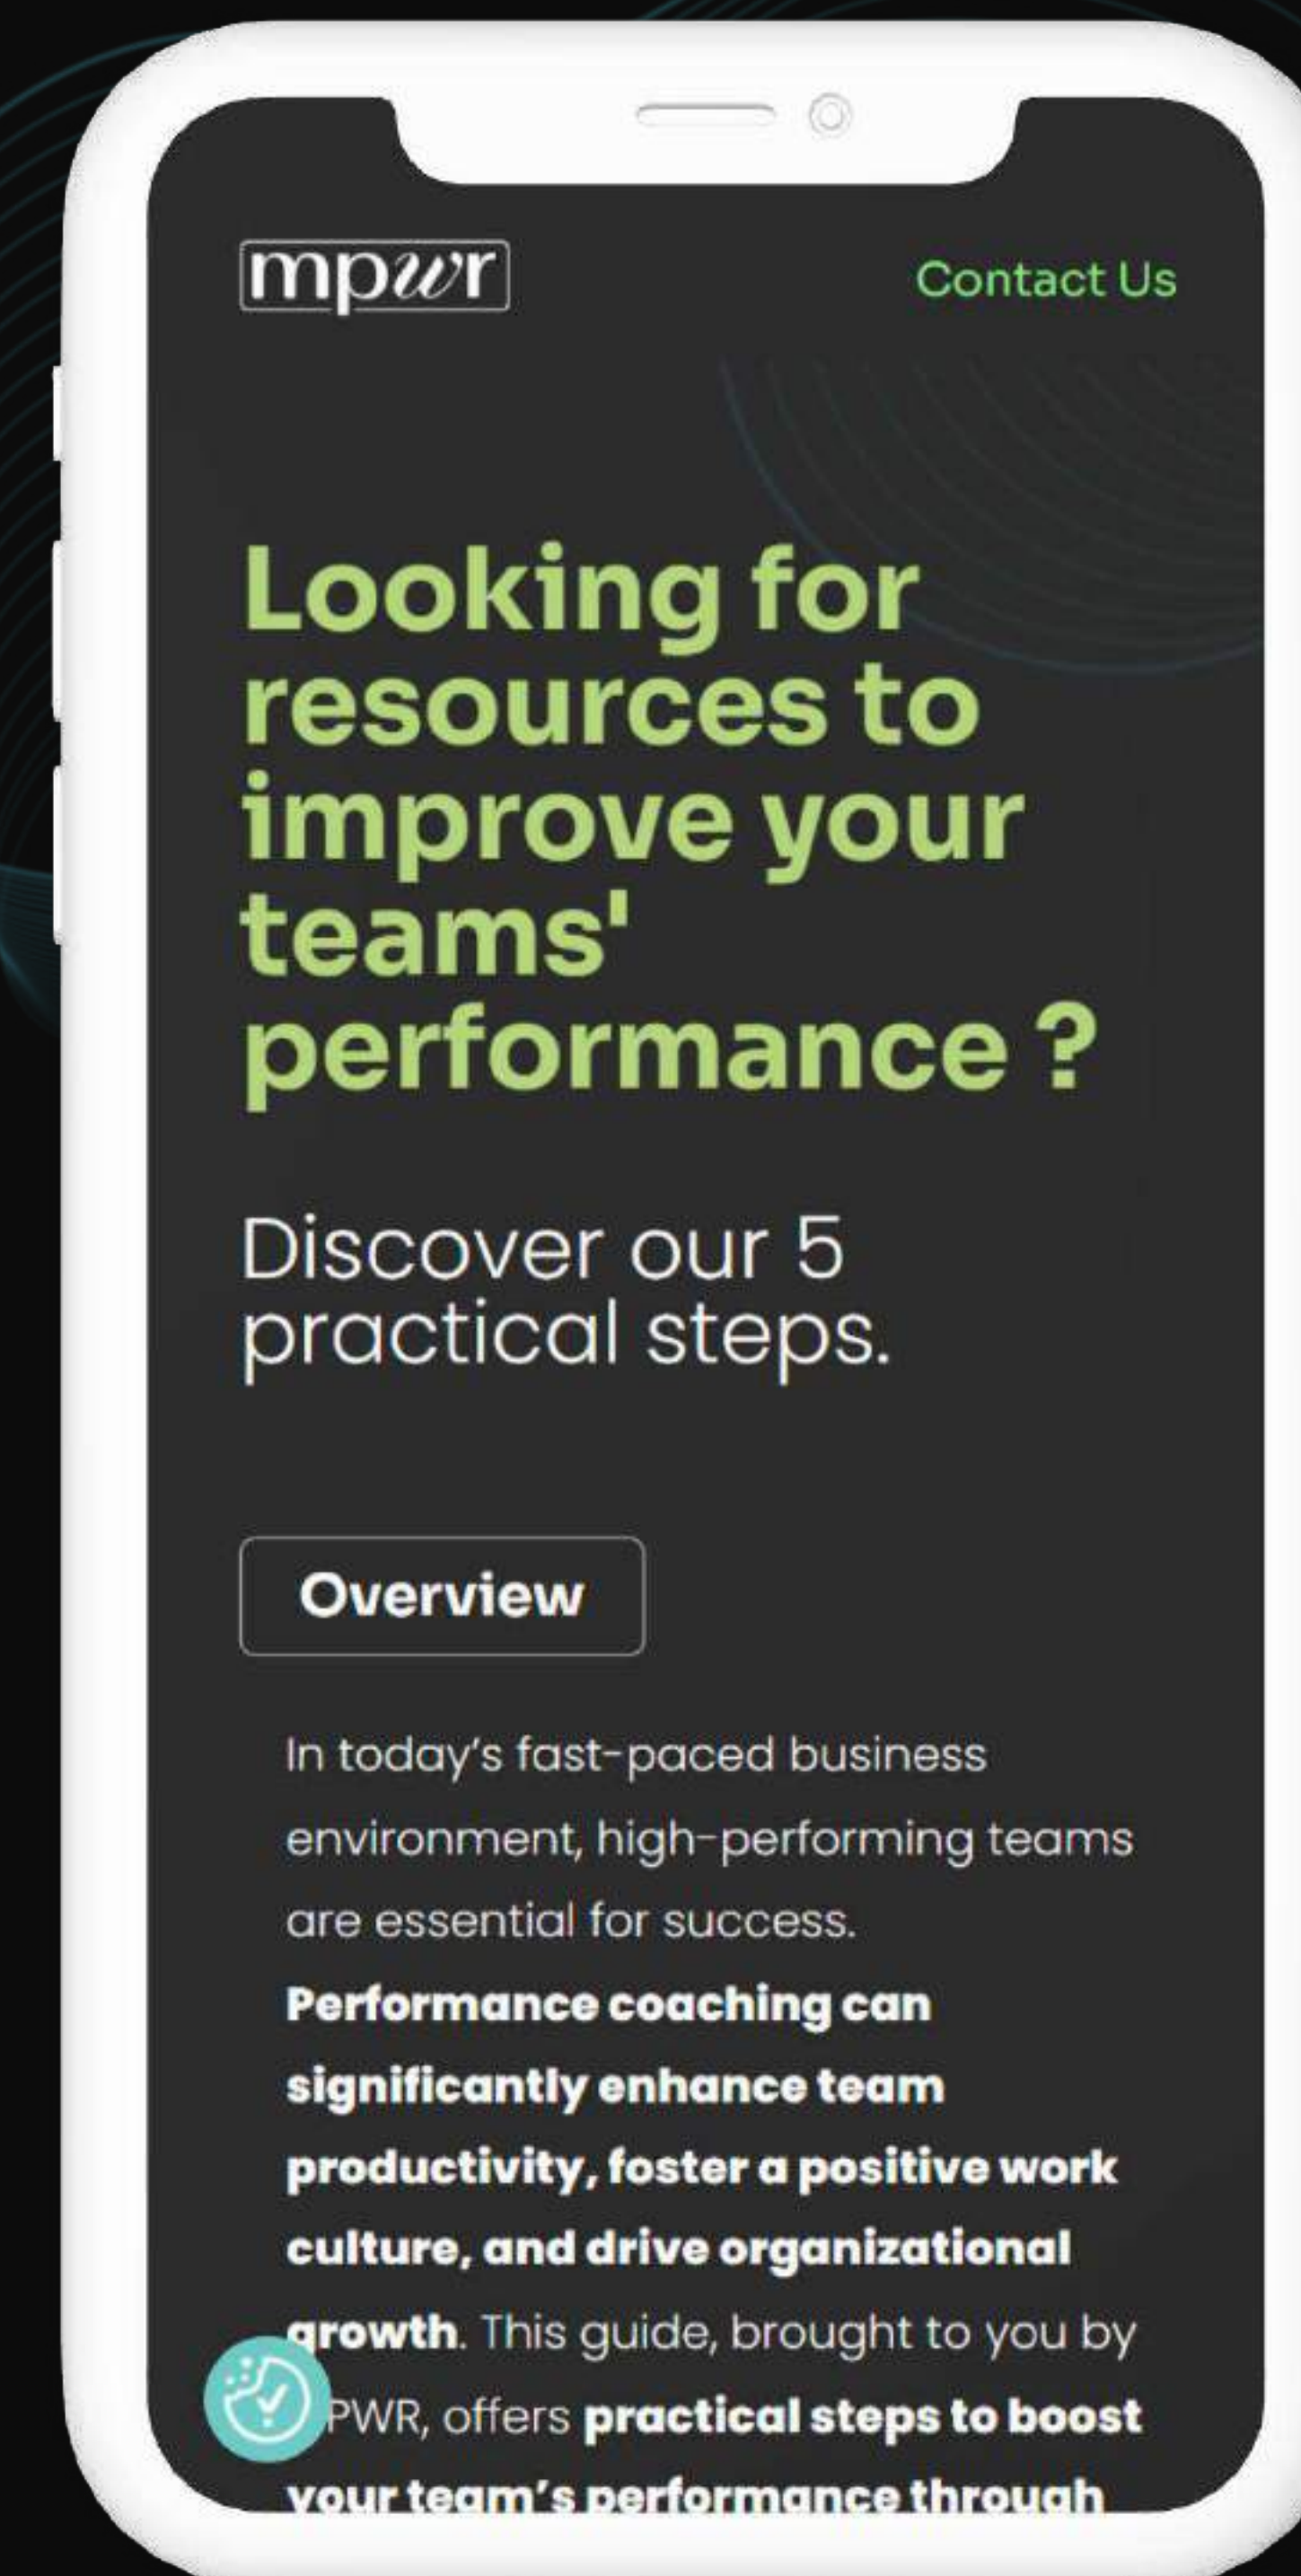 mpwr
Contact Us
Looking for
resources to
improve your
teams'
performance ?
Discover our 5
practical steps.
Overview
In today's fast-paced business
environment, high-performing teams
are essential for success.
Performance coaching can
significantly enhance team
productivity, foster a positive work
culture, and drive organizational
growth. This guide, brought to you by
PWR, offers practical steps to boost
your team's performance through